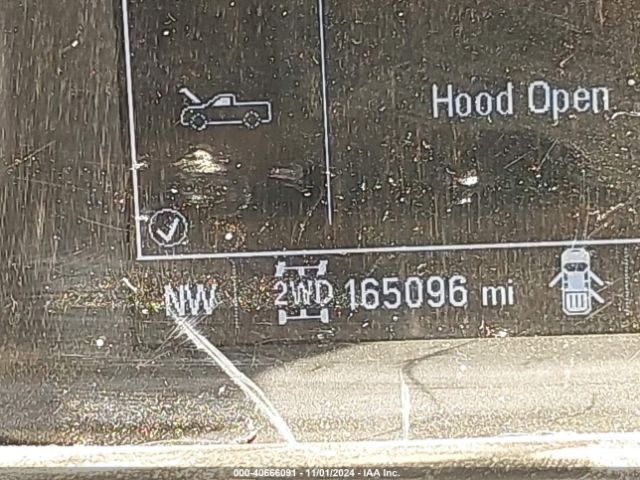 Hood Open
NW 2WD 165096 mi
000-40666091 - 11/01/2024 - IAA Inc.